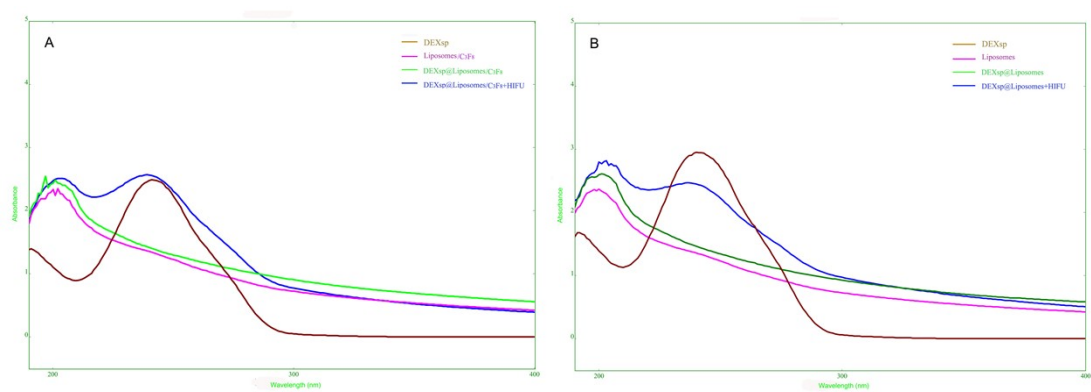 A
DEXsp
Liposomes/C3F8
DEXsp@Liposomes/C3F8
DEXsp@Liposomes/C3F8+HIFU
5
4
3
2
1
0
Absorbance
200
300
400
Wavelength (nm)
B
DEXsp
Liposomes
DEXsp@Liposomes
DEXsp@Liposomes+HIFU
5
4
3
2
1
0
Absorbance
200
300
400
Wavelength (nm)